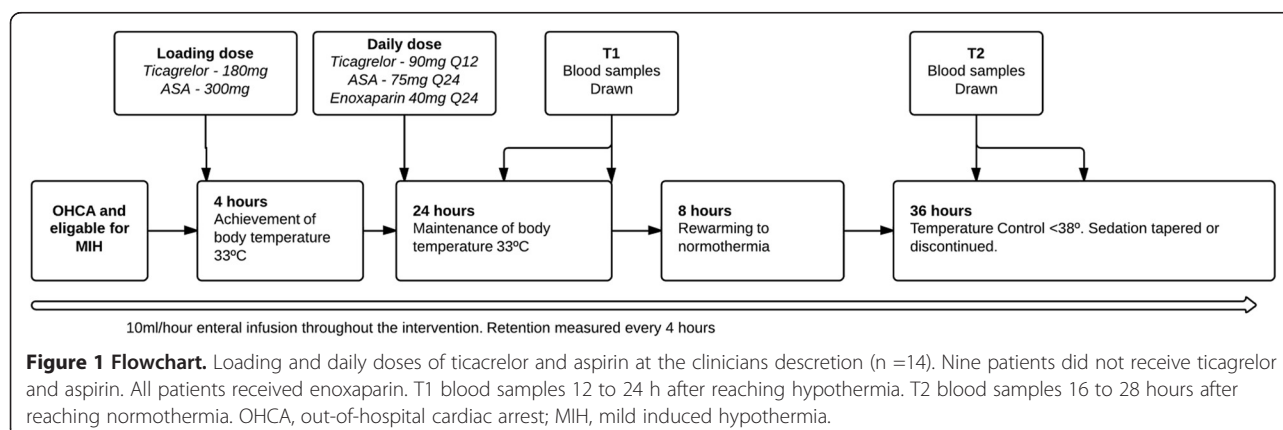 Loading dose
Ticagrelor - 180mg
ASA - 300mg
Daily dose
Ticagrelor - 90mg Q12
ASA - 75mg Q24
Enoxaparin 40mg Q24
T1
Blood samples
Drawn
T2
Blood samples
Drawn
OHCA and
eligable for
MIH
4 hours
Achievement of
body temperature
33ºC
24 hours
Maintenance of body
temperature 33ºC
8 hours
Rewarming to
normothermia
36 hours
Temperature Control <38º. Sedation tapered or
discontinued.
10ml/hour enteral infusion throughout the intervention. Retention measured every 4 hours
Figure 1 Flowchart. Loading and daily doses of ticacrelor and aspirin at the clinicians descretion (n =14). Nine patients did not receive ticagrelor
and aspirin. All patients received enoxaparin. T1 blood samples 12 to 24 h after reaching hypothermia. T2 blood samples 16 to 28 hours after
reaching normothermia. OHCA, out-of-hospital cardiac arrest; MIH, mild induced hypothermia.